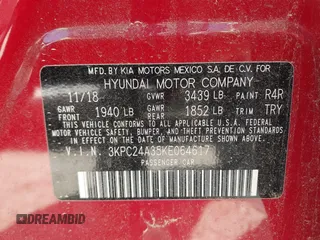 MFD. BY KIA MOTORS MEXICO S.A. DE C.V. FOR
HYUNDAI MOTOR COMPANY
11/18 GVWR 3439 LB PAINT R4R
GAWR FRONT 1940 LB GAWR REAR 1852 LB TRIM TRY
THIS VEHICLE CONFORMS TO ALL APPLICABLE
FEDERAL MOTOR VEHICLE SAFETY, BUMPER, AND THEFT
PREVENTION STANDARDS IN EFFECT ON THE DATE
OF MANUFACTURE SHOWN ABOVE.
V.I.N. 3KPC24A35KE064617
PASSENGER CAR
DREAMBID